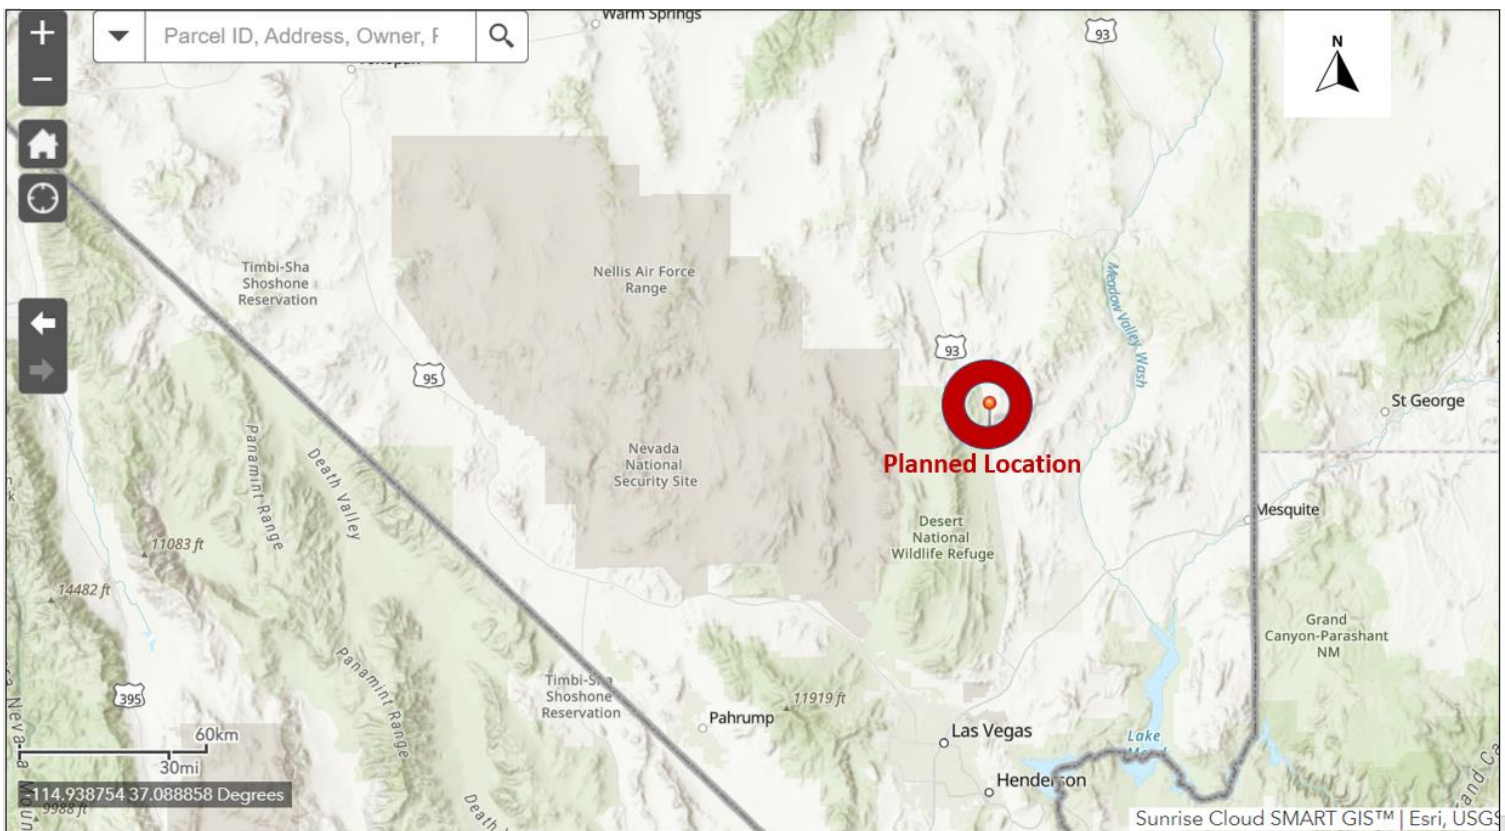 +
Parcel ID, Address, Owner, F
Warm Springs
93
N
−
Timbi-Sha
Shoshone
Reservation
Nellis Air Force
Range
Meadow Valley Wash
93
95
St George
Planned Location
Panamint Range
Death Valley
Nevada
National
Security Site
Desert
National
Wildlife Refuge
Mesquite
11083 ft
14482 ft
Grand
Canyon-Parashant
NM
Panamint Range
395
Timbi-Sha
Shoshone
Reservation
11919 ft
Pahrump
Las Vegas
Lake
60km
30mi
Henderson
-114.938754 37.088858 Degrees
9988 ft
Sunrise Cloud SMART GIS™ | Esri, USGS